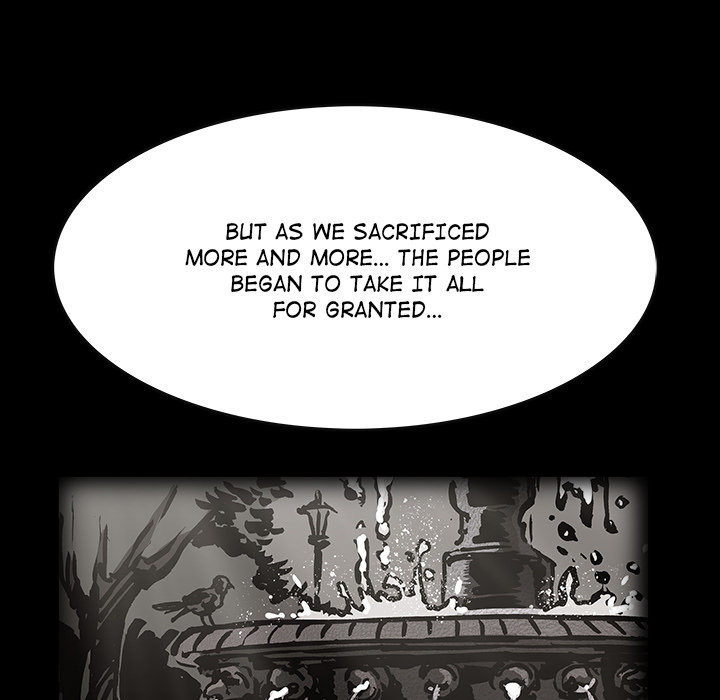 BUT AS WE SACRIFICED
MORE AND MORE... THE PEOPLE
BEGAN TO TAKE IT ALL
FOR GRANTED...